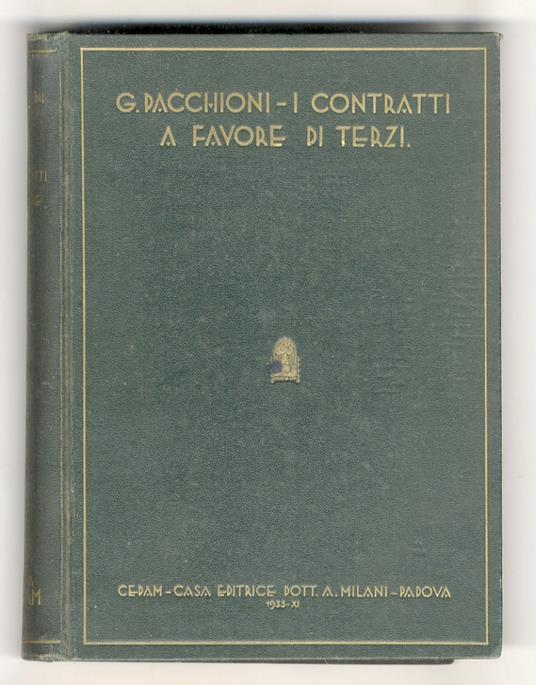 G. PACCHIONI - I CONTRATTI
A FAVORE DI TERZI.
CEDAM - CASA EDITRICE DOTT. A. MILANI - PADOVA
1933-XI